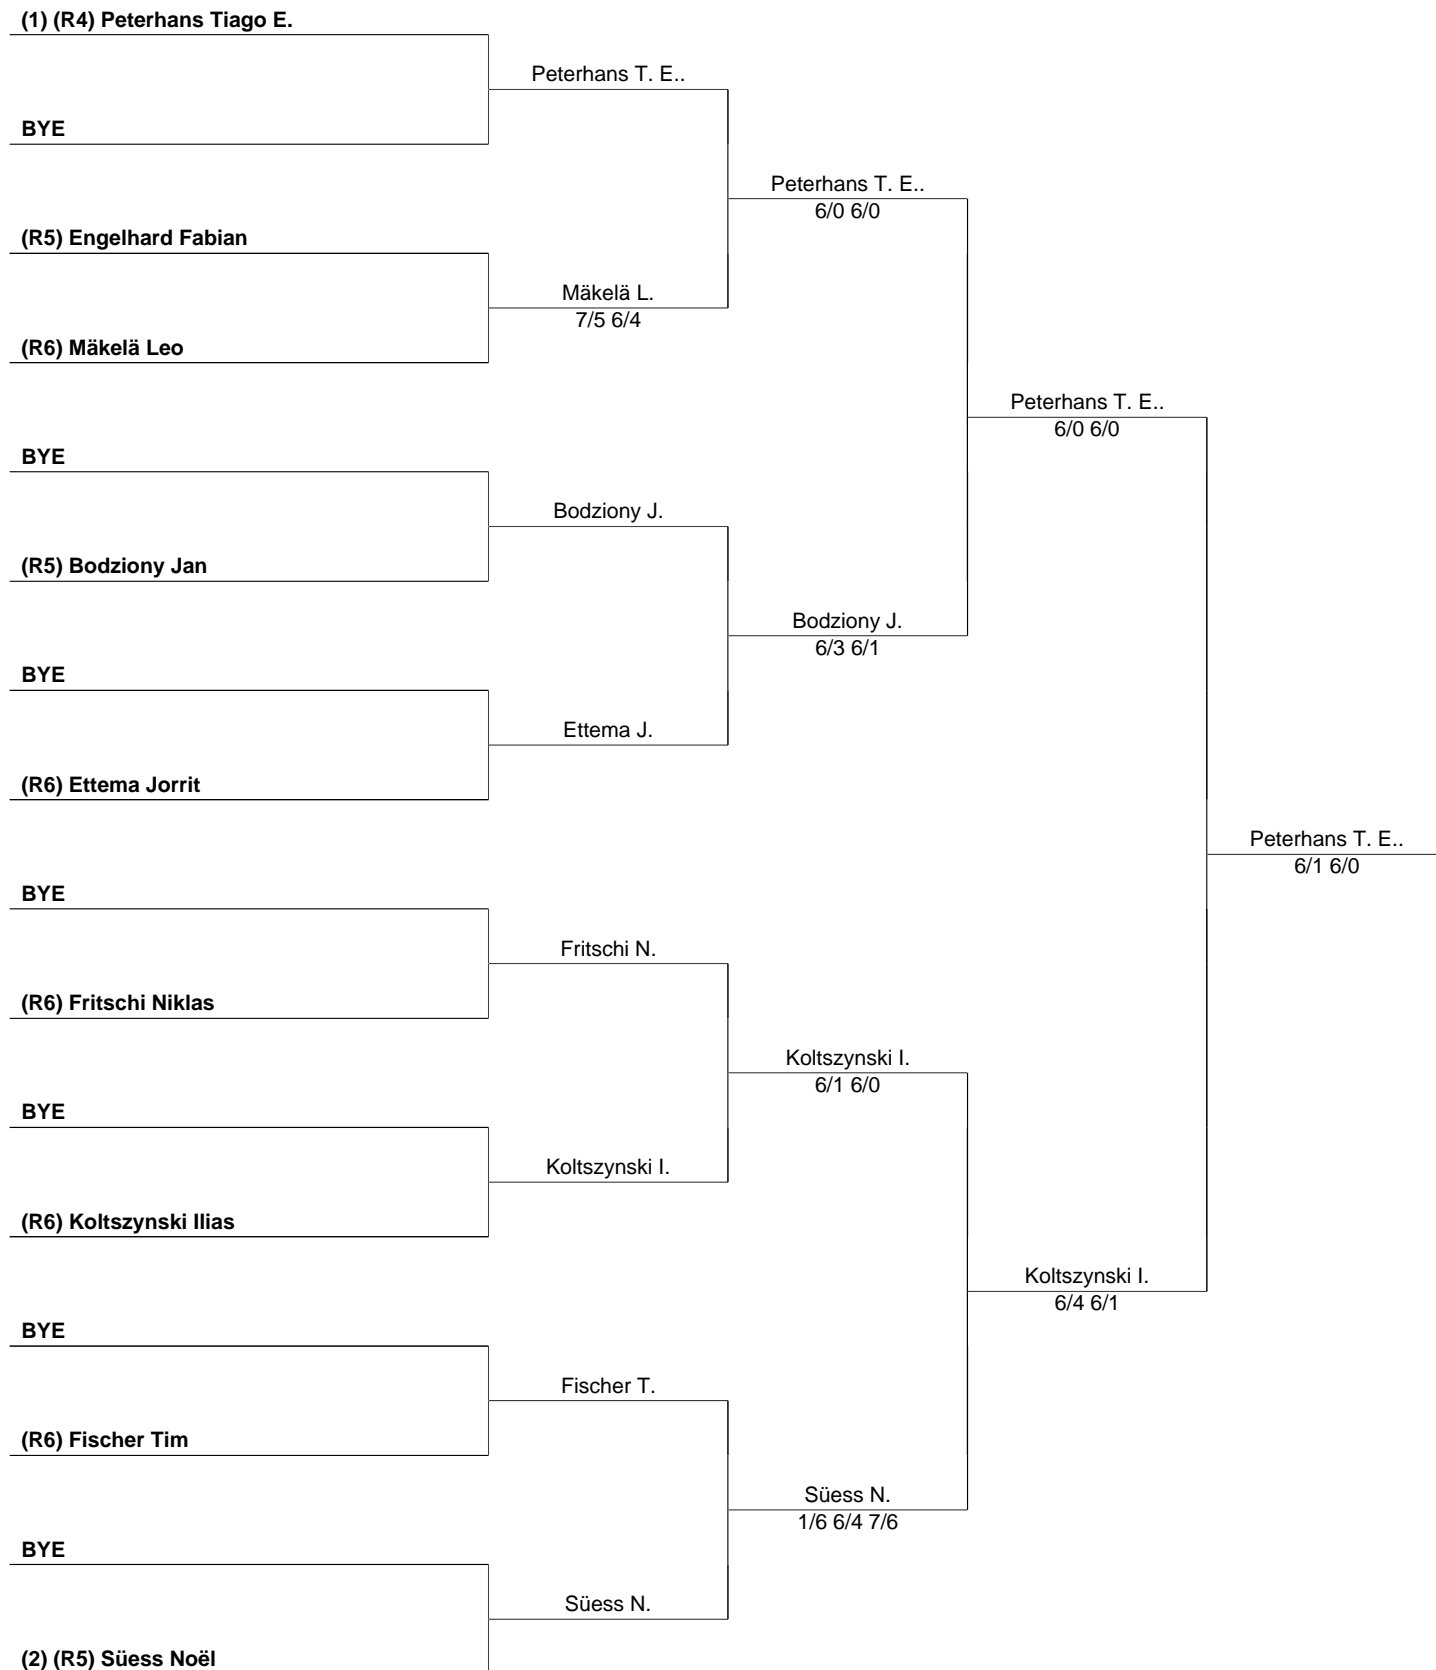 (1) (R4) Peterhans Tiago E.
Peterhans T. E..
BYE
Peterhans T. E..
6/0 6/0
(R5) Engelhard Fabian
Mäkelä L.
7/5 6/4
(R6) Mäkelä Leo
Peterhans T. E..
6/0 6/0
BYE
Bodziony J.
(R5) Bodziony Jan
Bodziony J.
6/3 6/1
BYE
Ettema J.
(R6) Ettema Jorrit
Peterhans T. E..
6/1 6/0
BYE
Fritschi N.
(R6) Fritschi Niklas
Koltszynski I.
6/1 6/0
BYE
Koltszynski I.
(R6) Koltszynski Ilias
Koltszynski I.
6/4 6/1
BYE
Fischer T.
(R6) Fischer Tim
Süess N.
1/6 6/4 7/6
BYE
Süess N.
(2) (R5) Süess Noël